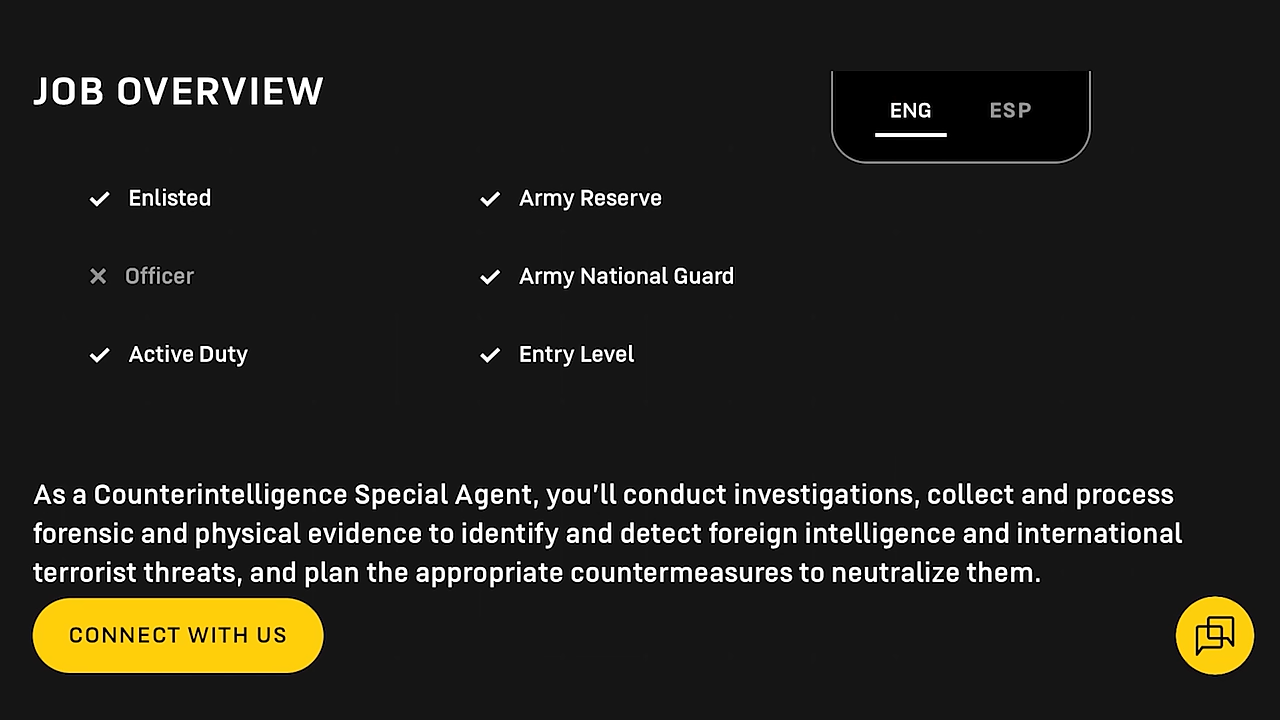 JOB OVERVIEW
ENG
ESP
Enlisted
Army Reserve
Officer
Army National Guard
Active Duty
Entry Level
As a Counterintelligence Special Agent, you’ll conduct investigations, collect and process
forensic and physical evidence to identify and detect foreign intelligence and international
terrorist threats, and plan the appropriate countermeasures to neutralize them.
CONNECT WITH US